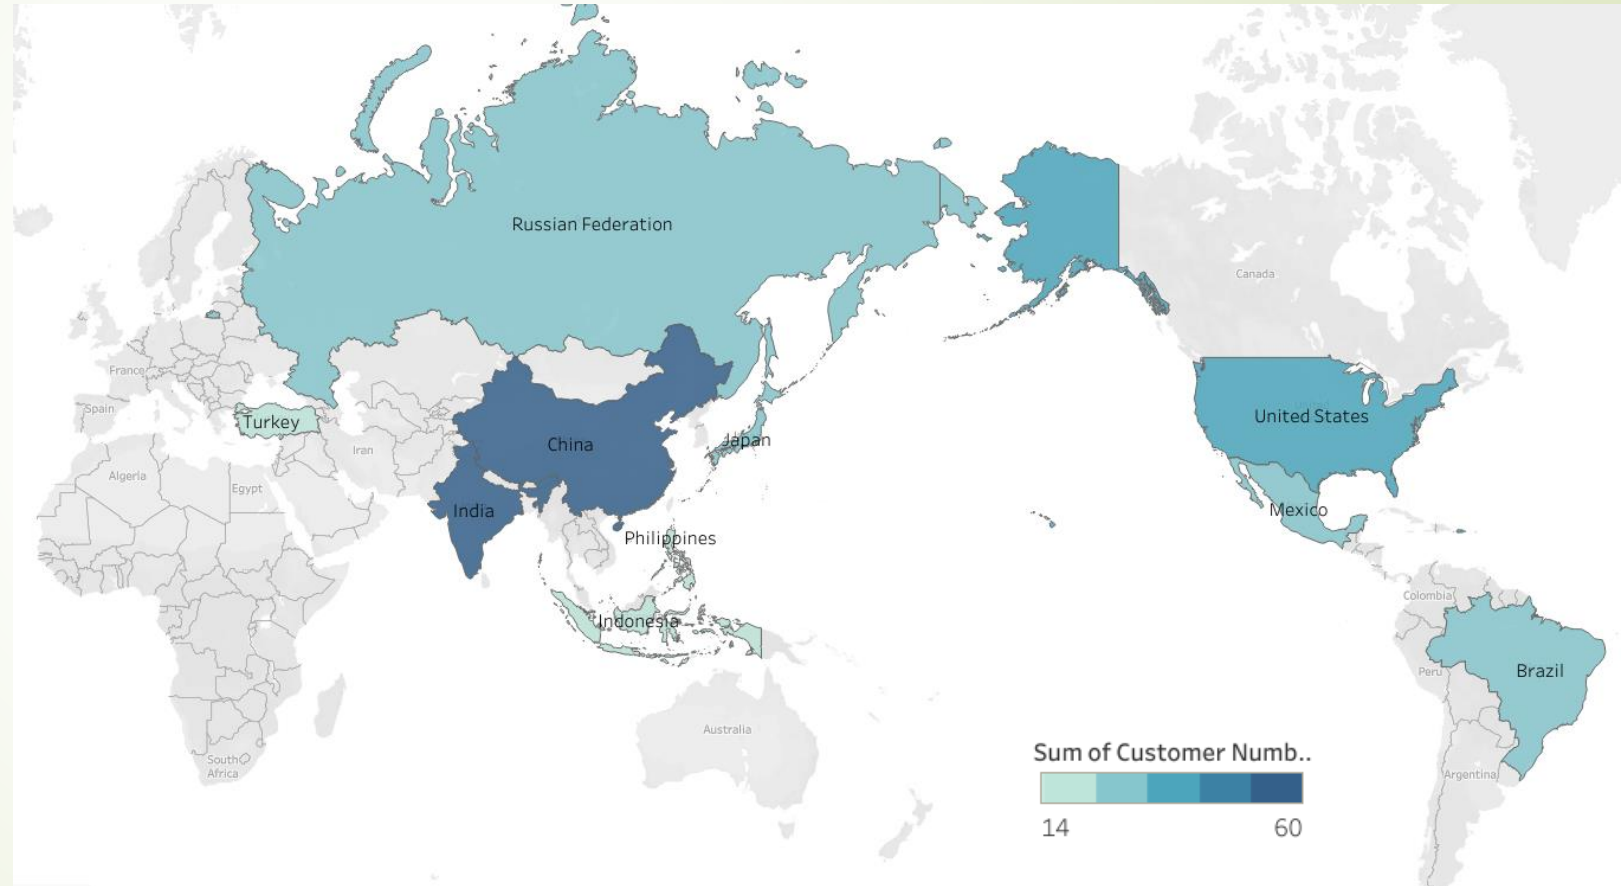 Russian Federation
Canada
France
Spain
Turkey
China
Japan
United States
Iran
Algeria
Egypt
India
Mexico
Philippines
Colombia
Indonesia
Brazil
Peru
Australia
South
Africa
Argentina
Sum of Customer Numb..
14
60